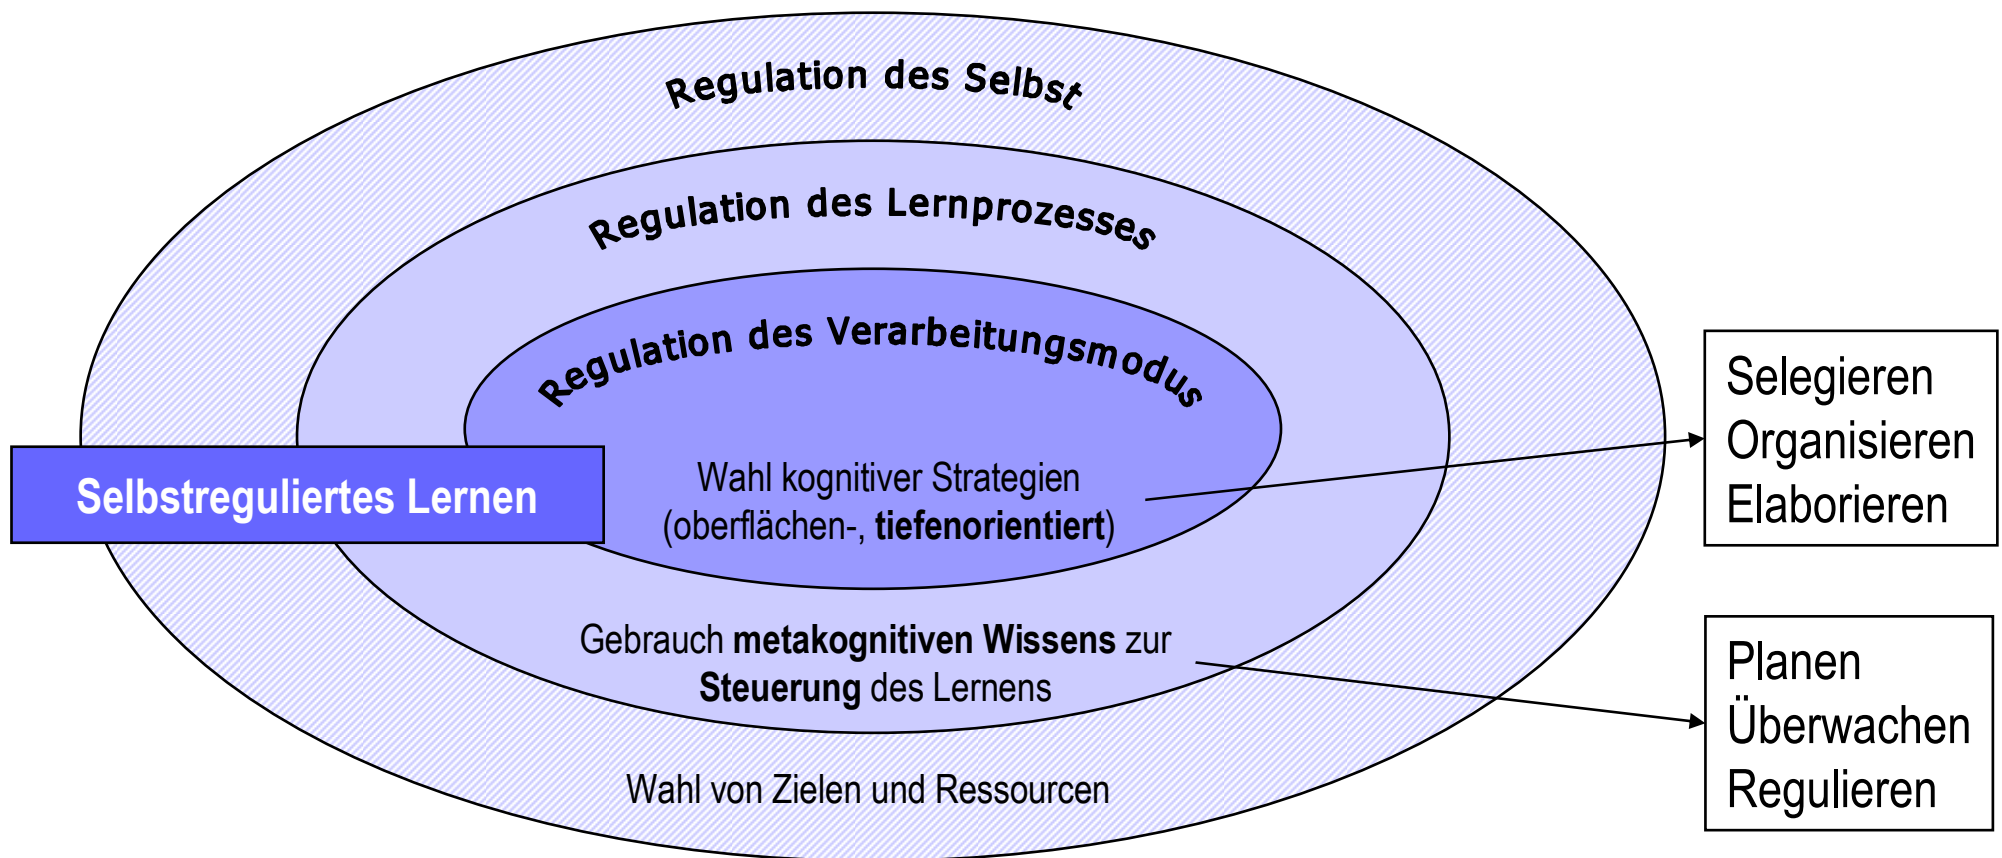 Regulation des Selbst
Regulation des Lernprozesses
Regulation des Verarbeitungsmodus
Selbstreguliertes Lernen
Wahl kognitiver Strategien
(oberflächen-, tiefenorientiert)
Gebrauch metakognitiven Wissens zur
Steuerung des Lernens
Wahl von Zielen und Ressourcen
Selegieren
Organisieren
Elaborieren
Planen
Überwachen
Regulieren